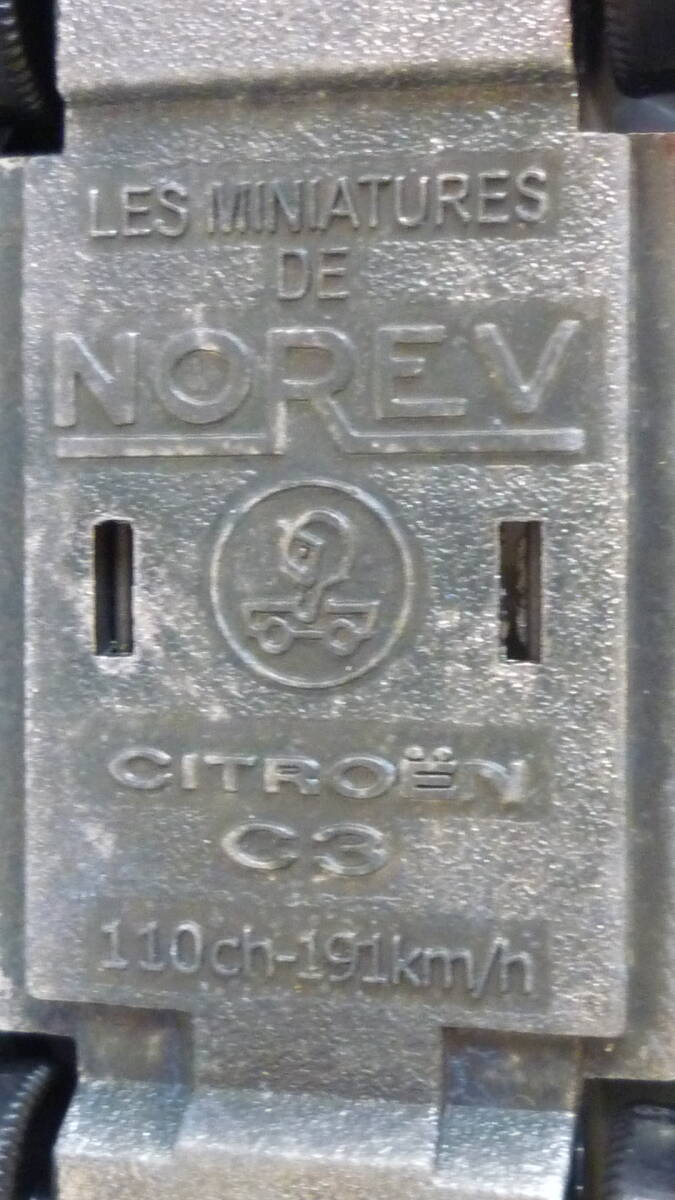 LES MINIATURES
DE
NOREV
CITROËN
C3
110ch-191km/h